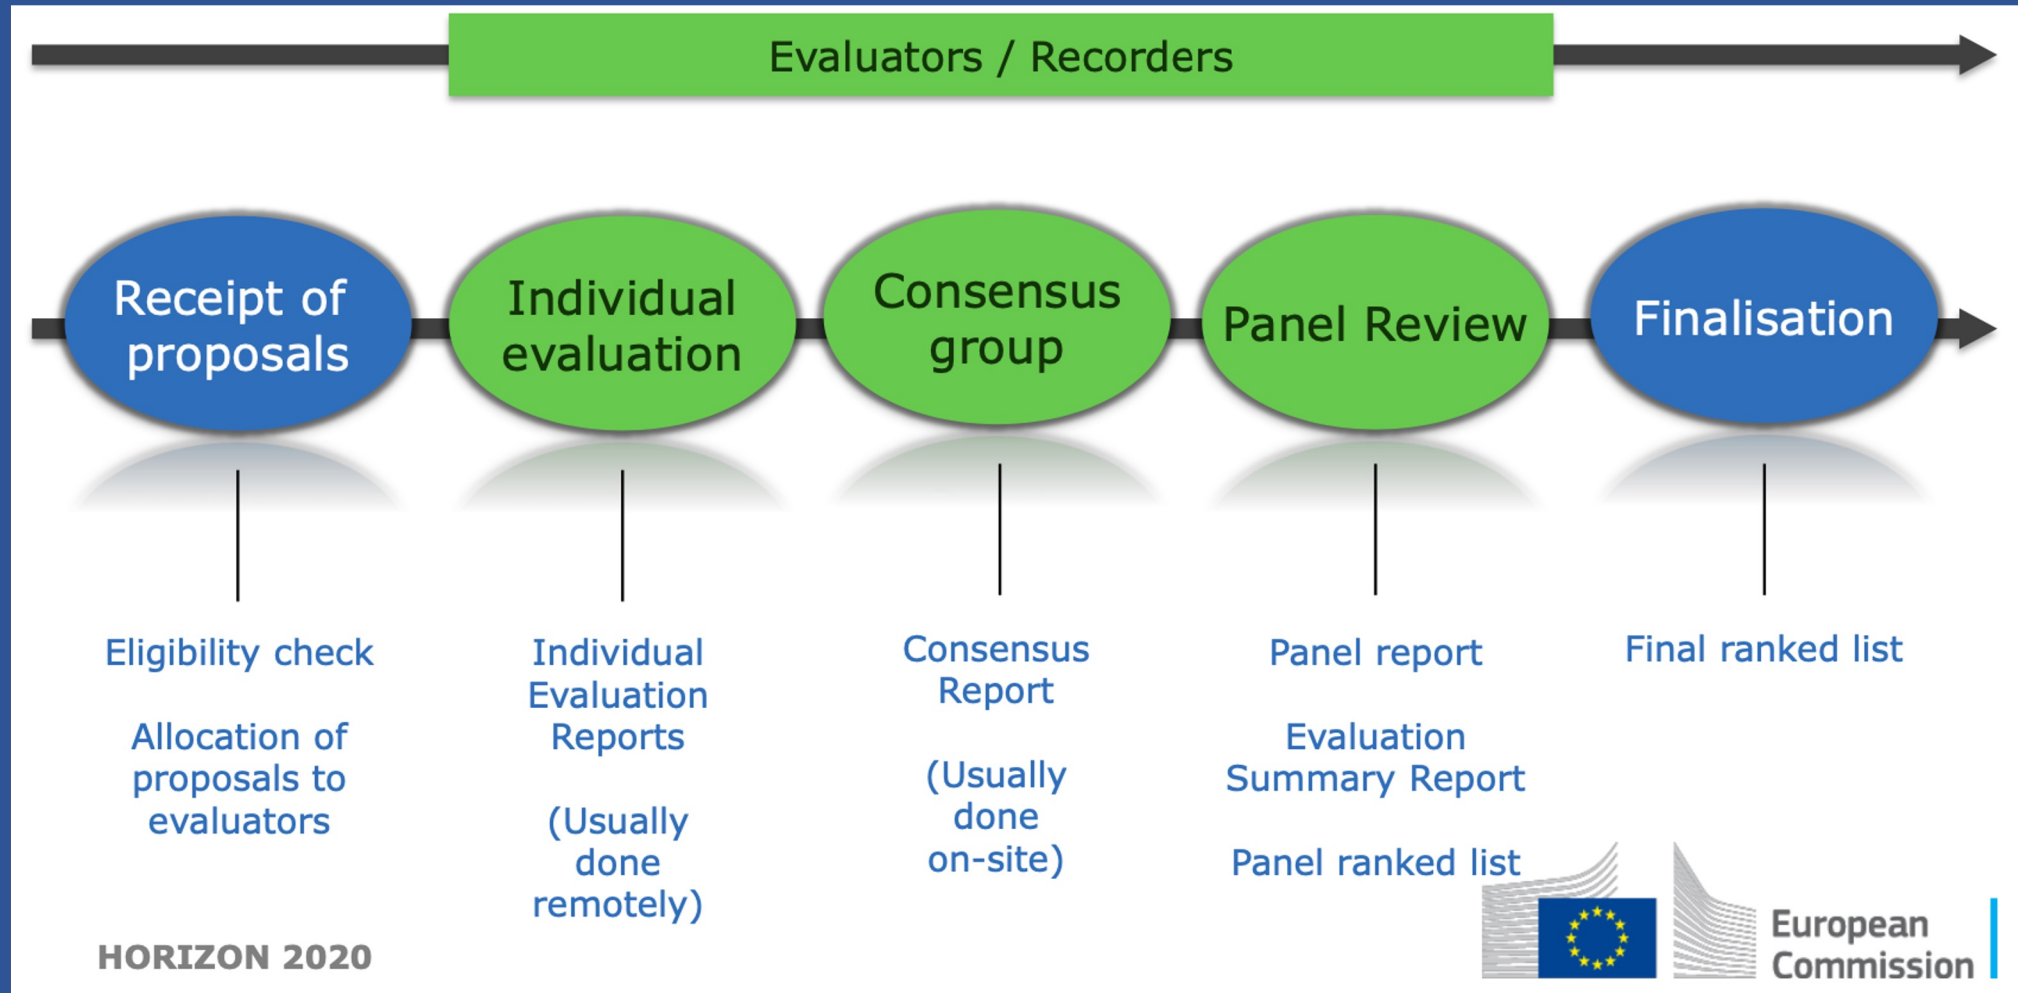 Evaluators / Recorders
Receipt of
proposals
Individual
evaluation
Consensus
group
Panel Review
Finalisation
Eligibility check
Allocation of
proposals to
evaluators
Individual
Evaluation
Reports
(Usually
done
remotely)
Consensus
Report
(Usually
done
on-site)
Panel report
Evaluation
Summary Report
Panel ranked list
Final ranked list
HORIZON 2020
European
Commission